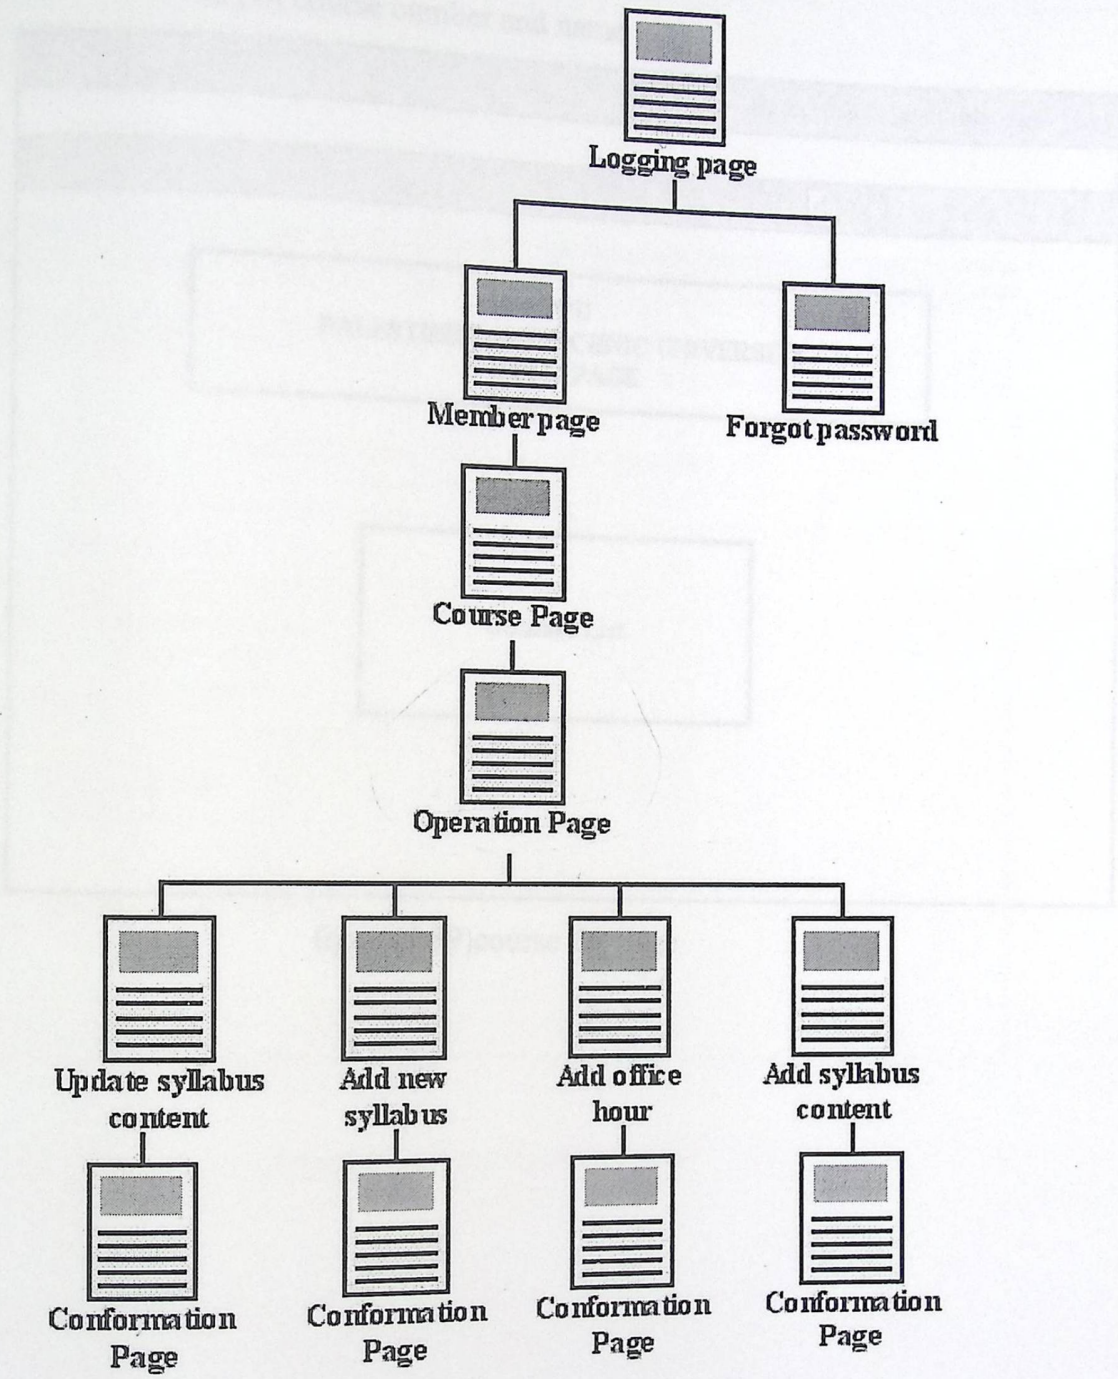 Logging page
Member page
Forgot password
Course Page
Operation Page
Update syllabus
content
Add new
syllabus
Add office
hour
Add syllabus
content
Conformation
Page
Conformation
Page
Conformation
Page
Conformation
Page